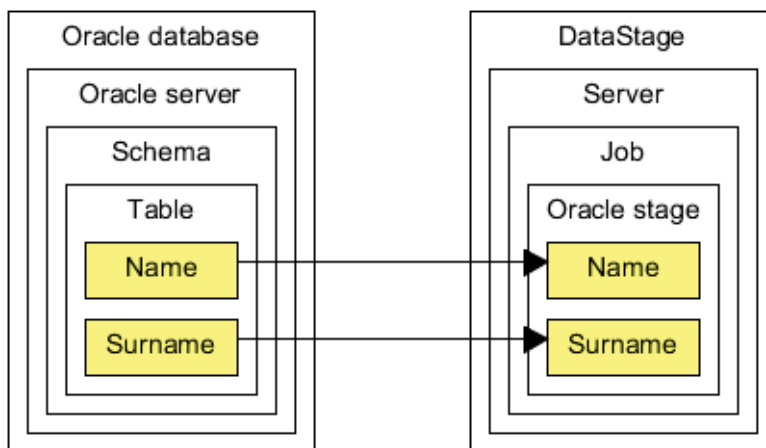 Oracle database
Oracle server
Schema
Table
Name
Surname
DataStage
Server
Job
Oracle stage
Name
Surname